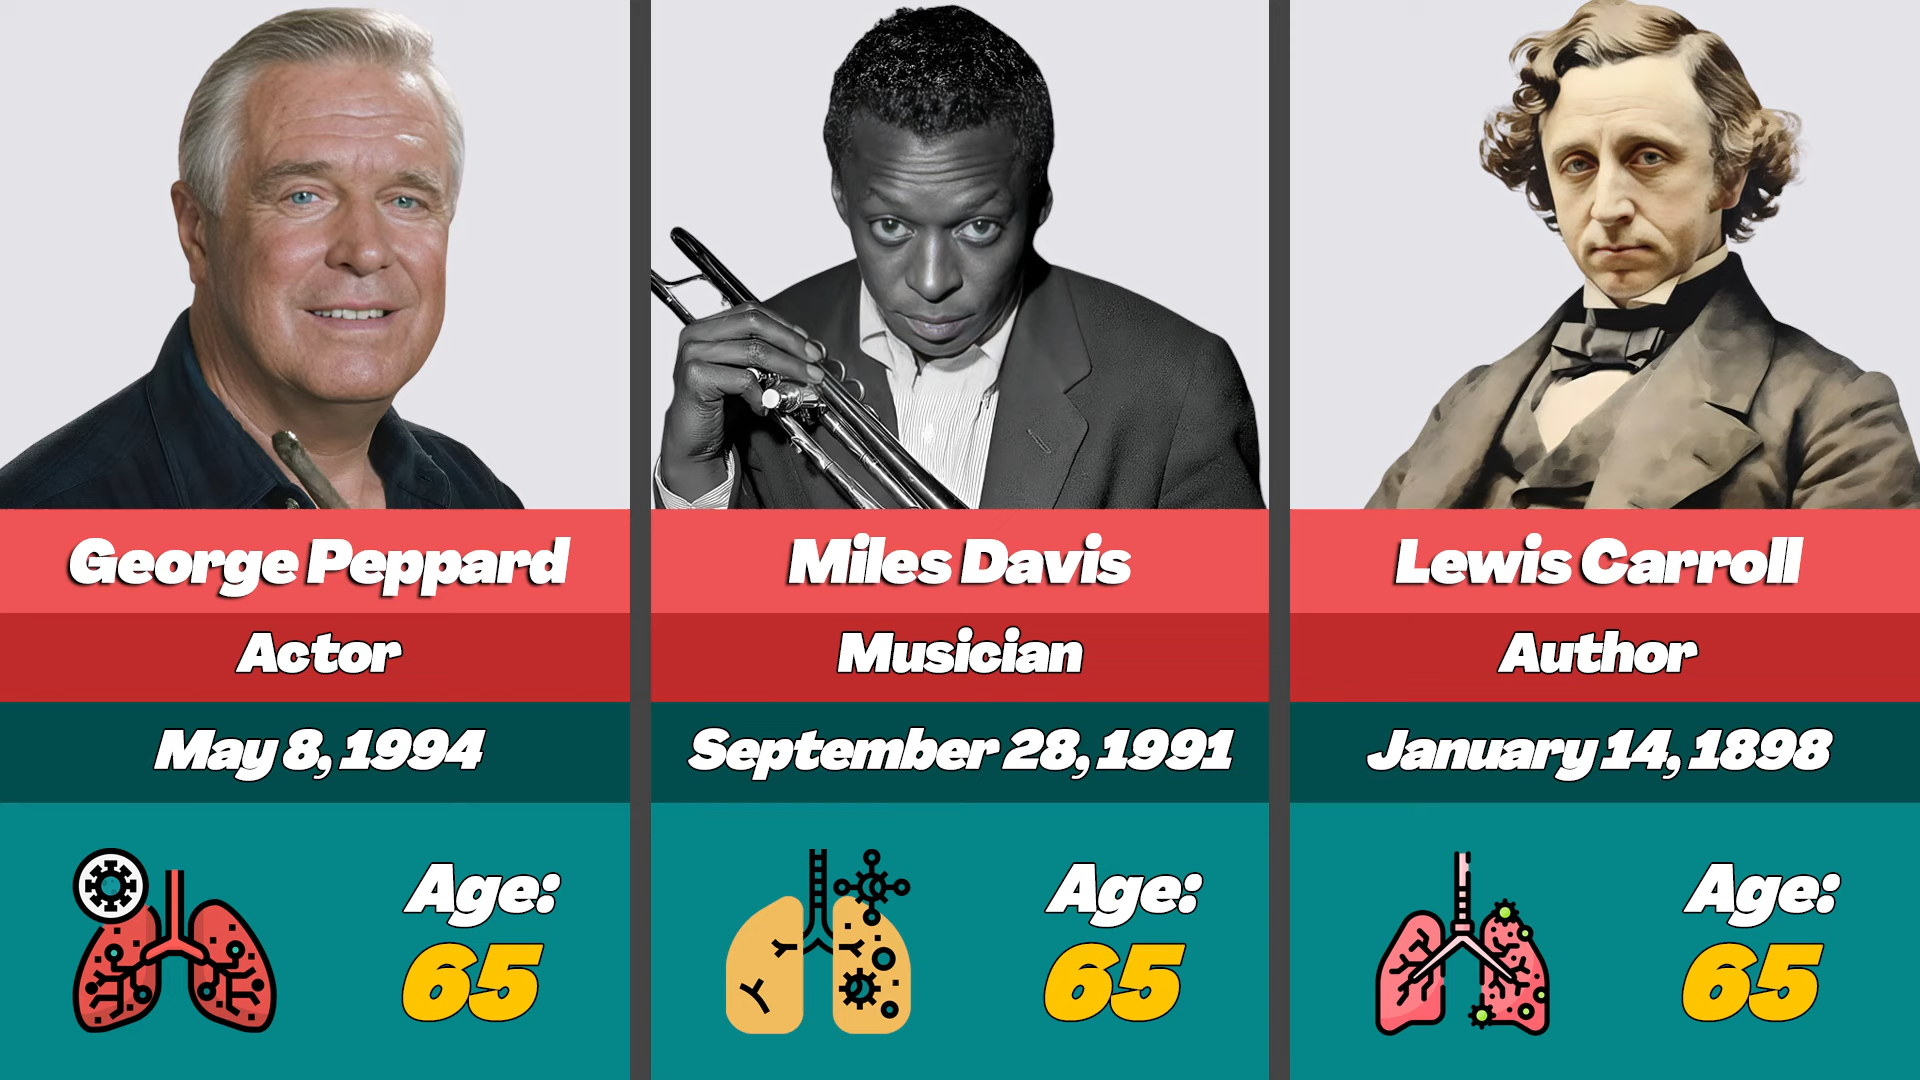 George Peppard
Actor
May 8, 1994
Age:
65
Miles Davis
Musician
September 28, 1991
Age:
65
Lewis Carroll
Author
January 14, 1898
Age:
65